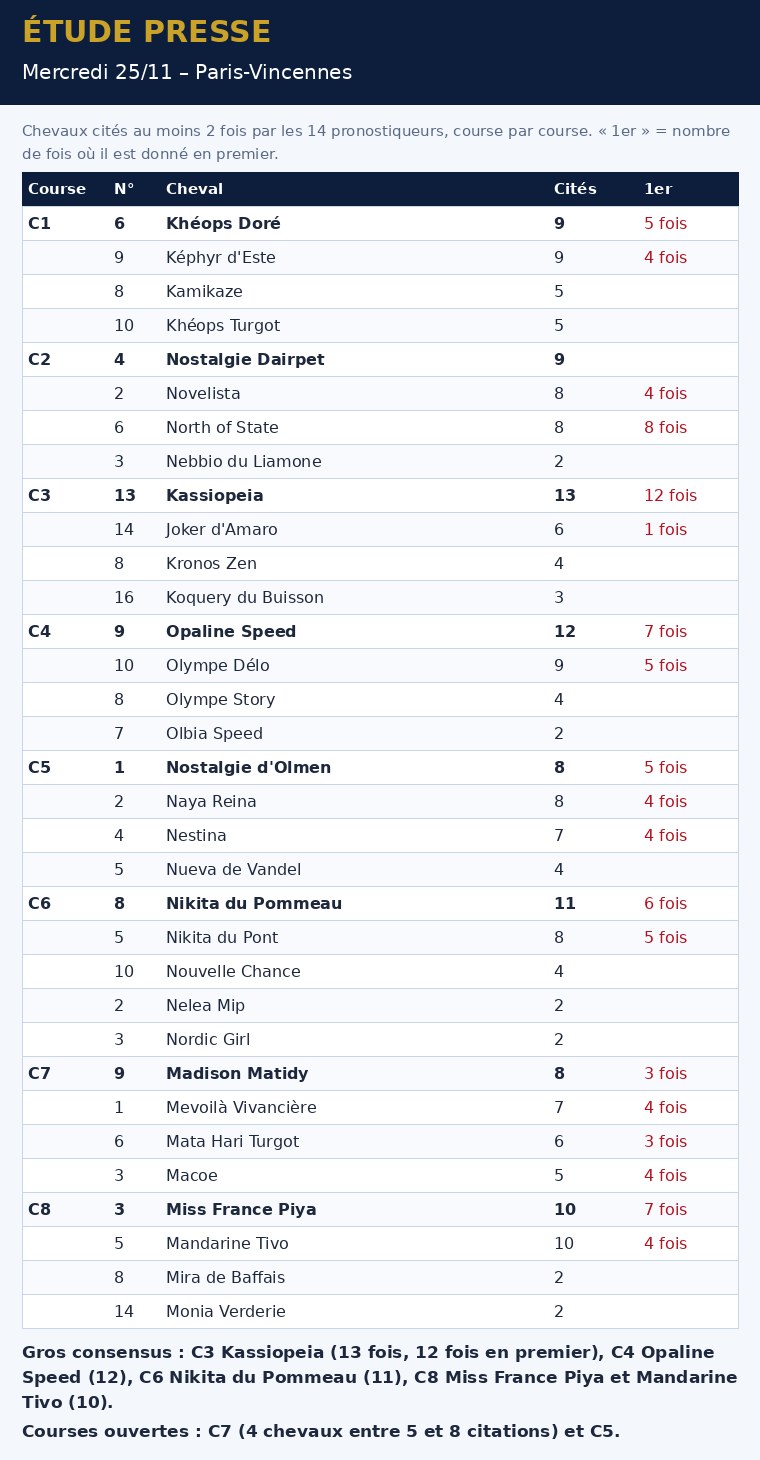 ÉTUDE PRESSE
Mercredi 25/11 – Paris-Vincennes
Chevaux cités au moins 2 fois par les 14 pronostiqueurs, course par course. « 1er » = nombre
de fois où il est donné en premier.
Course N° Cheval Cités 1er
C1 6 Khéops Doré 9 5 fois
9 Képhyr d'Este 9 4 fois
8 Kamikaze 5
10 Khéops Turgot 5
C2 4 Nostalgie Dairpet 9
2 Novelista 8 4 fois
6 North of State 8 8 fois
3 Nebbio du Liamone 2
C3 13 Kassiopeia 13 12 fois
14 Joker d'Amaro 6 1 fois
8 Kronos Zen 4
16 Koquery du Buisson 3
C4 9 Opaline Speed 12 7 fois
10 Olympe Délo 9 5 fois
8 Olympe Story 4
7 Olbia Speed 2
C5 1 Nostalgie d'Olmen 8 5 fois
2 Naya Reina 8 4 fois
4 Nestina 7 4 fois
5 Nueva de Vandel 4
C6 8 Nikita du Pommeau 11 6 fois
5 Nikita du Pont 8 5 fois
10 Nouvelle Chance 4
2 Nelea Mip 2
3 Nordic Girl 2
C7 9 Madison Matidy 8 3 fois
1 Mevoilà Vivancière 7 4 fois
6 Mata Hari Turgot 6 3 fois
3 Macoe 5 4 fois
C8 3 Miss France Piya 10 7 fois
5 Mandarine Tivo 10 4 fois
8 Mira de Baffais 2
14 Monia Verderie 2
Gros consensus : C3 Kassiopeia (13 fois, 12 fois en premier), C4 Opaline
Speed (12), C6 Nikita du Pommeau (11), C8 Miss France Piya et Mandarine
Tivo (10).
Courses ouvertes : C7 (4 chevaux entre 5 et 8 citations) et C5.